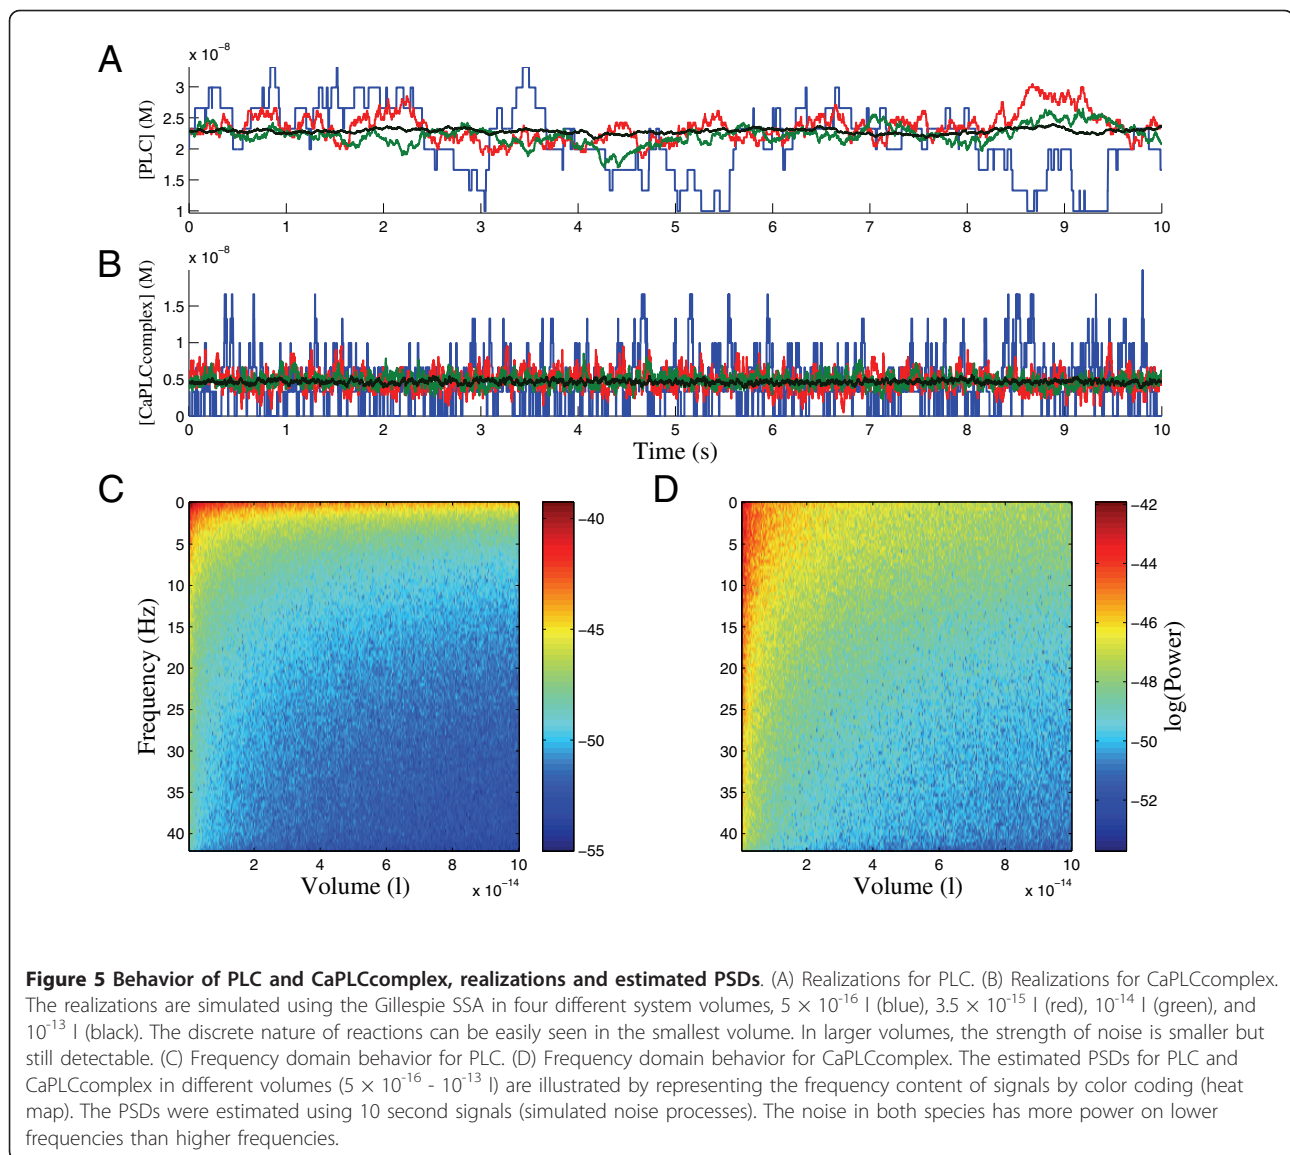 A
x 10⁻⁸
[PLC] (M)
3
2.5
2
1.5
1
0 1 2 3 4 5 6 7 8 9 10
B
x 10⁻⁸
[CaPLCcomplex] (M)
1.5
1
0.5
0
0 1 2 3 4 5 6 7 8 9 10
Time (s)
C
Frequency (Hz)
0
5
10
15
20
25
30
35
40
2 4 6 8 10
Volume (l)
x 10⁻¹⁴
−40
−45
−50
−55
D
0
5
10
15
20
25
30
35
40
2 4 6 8 10
Volume (l)
x 10⁻¹⁴
−42
−44
−46
−48
−50
−52
log(Power)
Figure 5 Behavior of PLC and CaPLCcomplex, realizations and estimated PSDs. (A) Realizations for PLC. (B) Realizations for CaPLCcomplex.
The realizations are simulated using the Gillespie SSA in four different system volumes, 5 × 10⁻¹⁶ l (blue), 3.5 × 10⁻¹⁵ l (red), 10⁻¹⁴ l (green), and
10⁻¹³ l (black). The discrete nature of reactions can be easily seen in the smallest volume. In larger volumes, the strength of noise is smaller but
still detectable. (C) Frequency domain behavior for PLC. (D) Frequency domain behavior for CaPLCcomplex. The estimated PSDs for PLC and
CaPLCcomplex in different volumes (5 × 10⁻¹⁶ - 10⁻¹³ l) are illustrated by representing the frequency content of signals by color coding (heat
map). The PSDs were estimated using 10 second signals (simulated noise processes). The noise in both species has more power on lower
frequencies than higher frequencies.